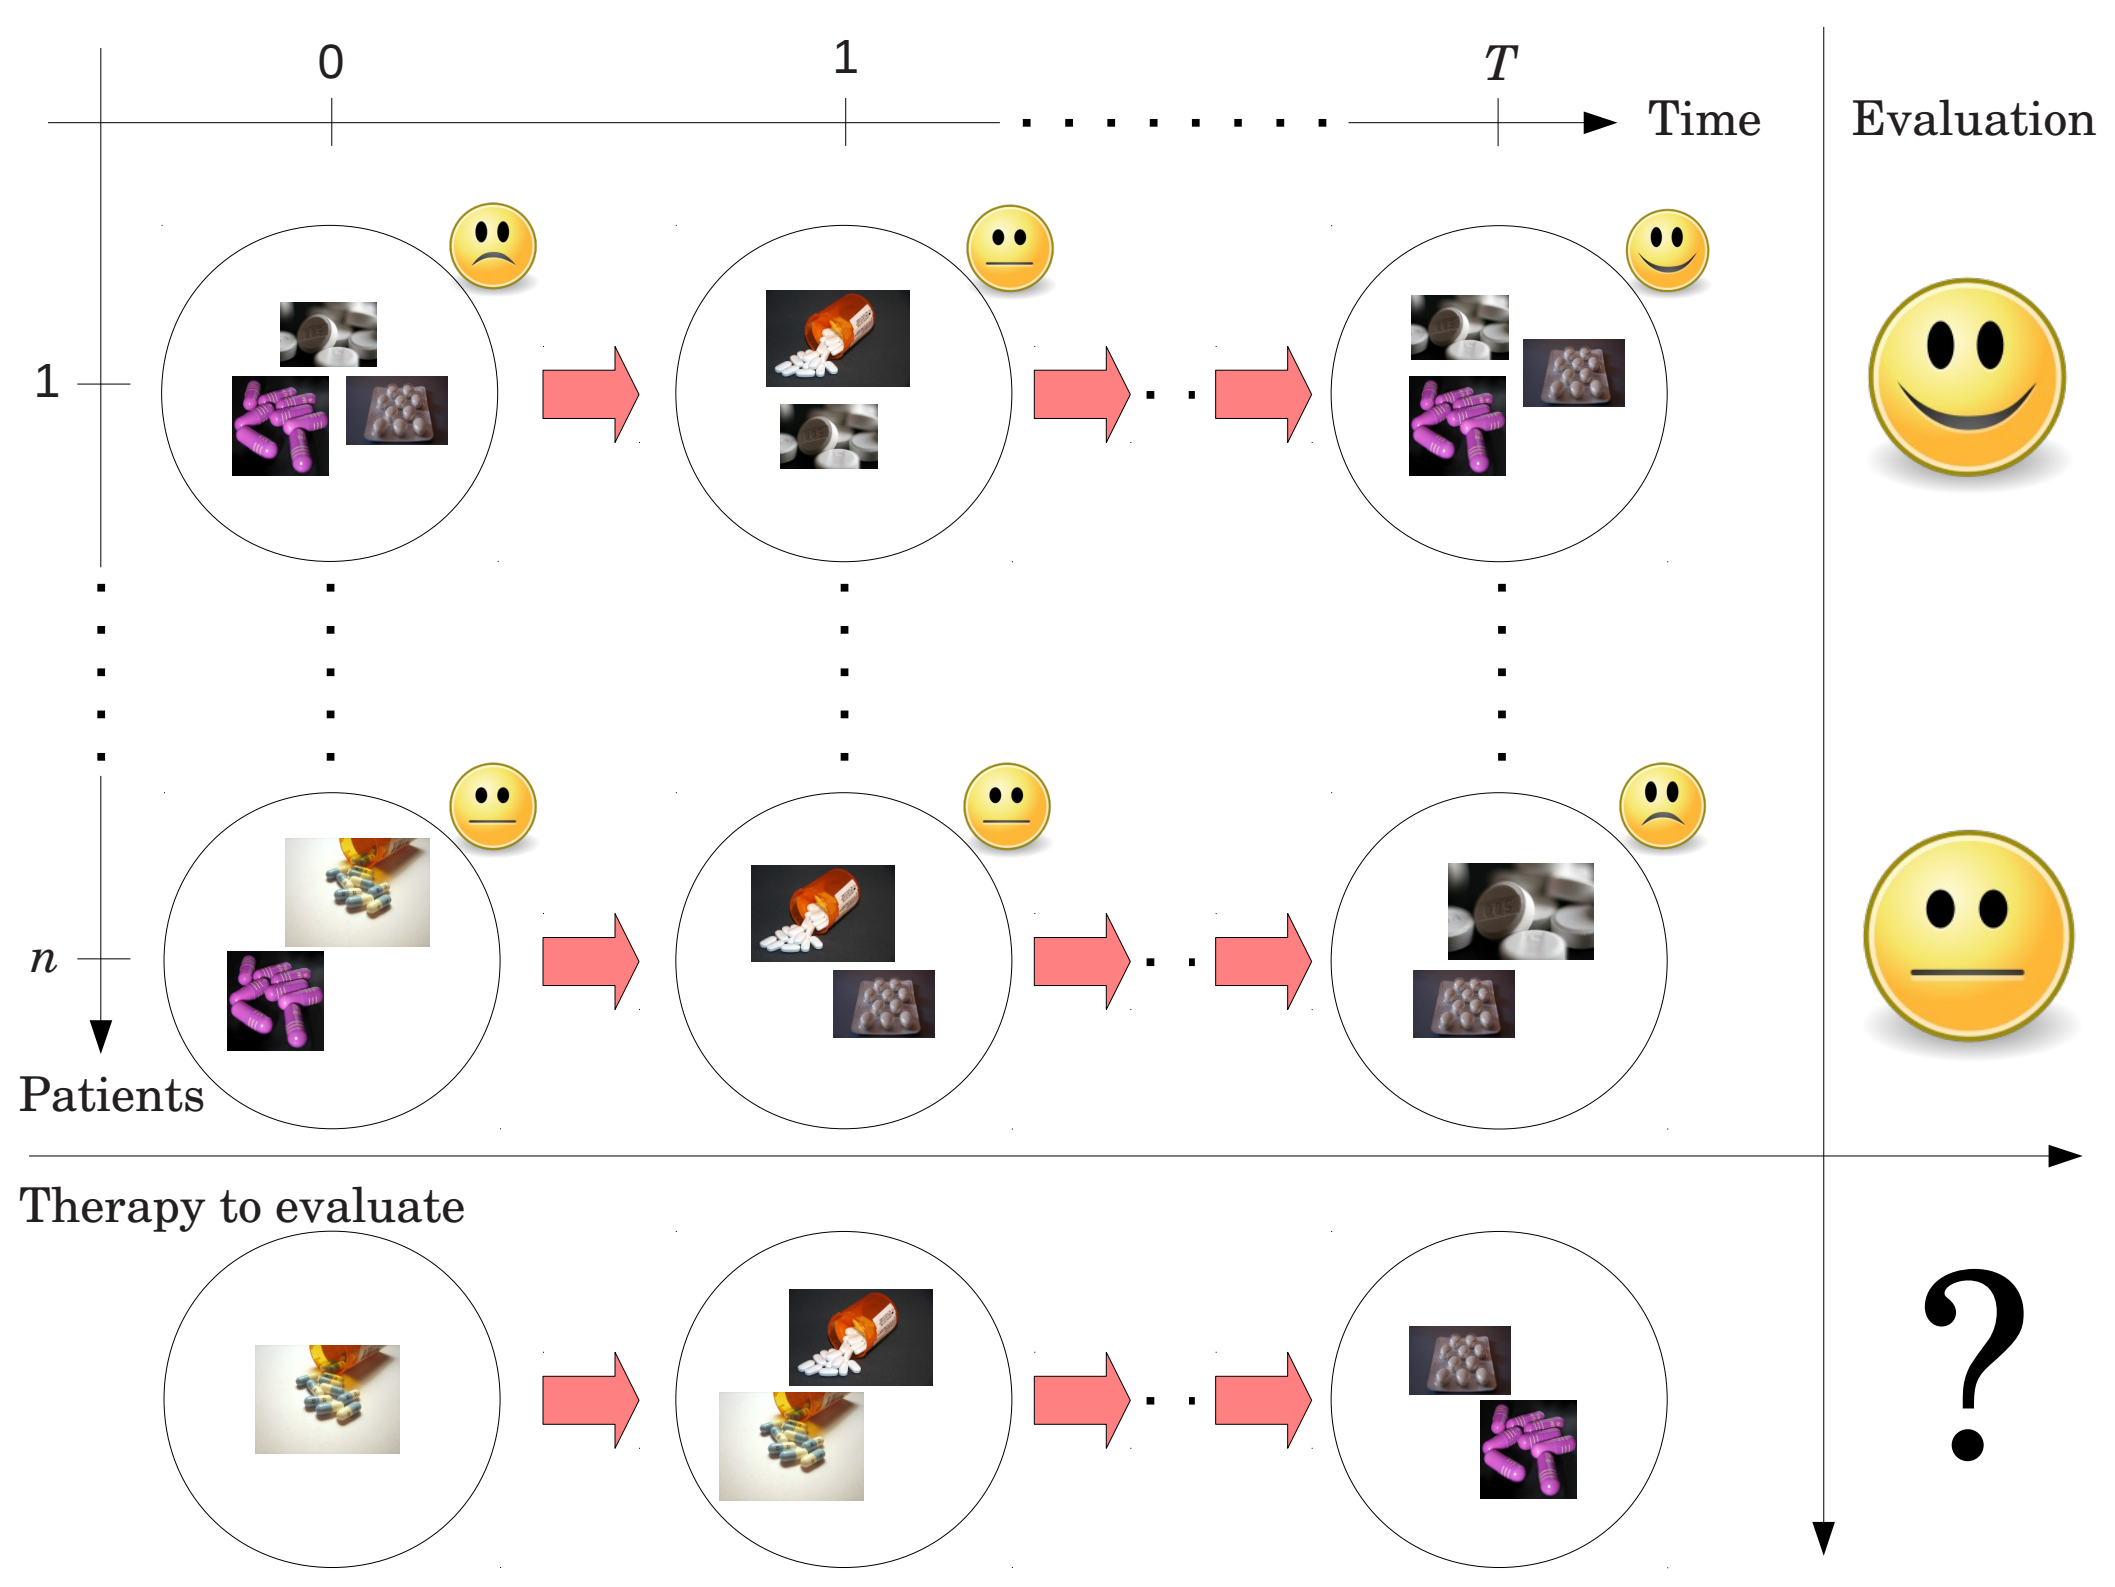 0 1 T
Time
Evaluation
1
n
Patients
Therapy to evaluate
?